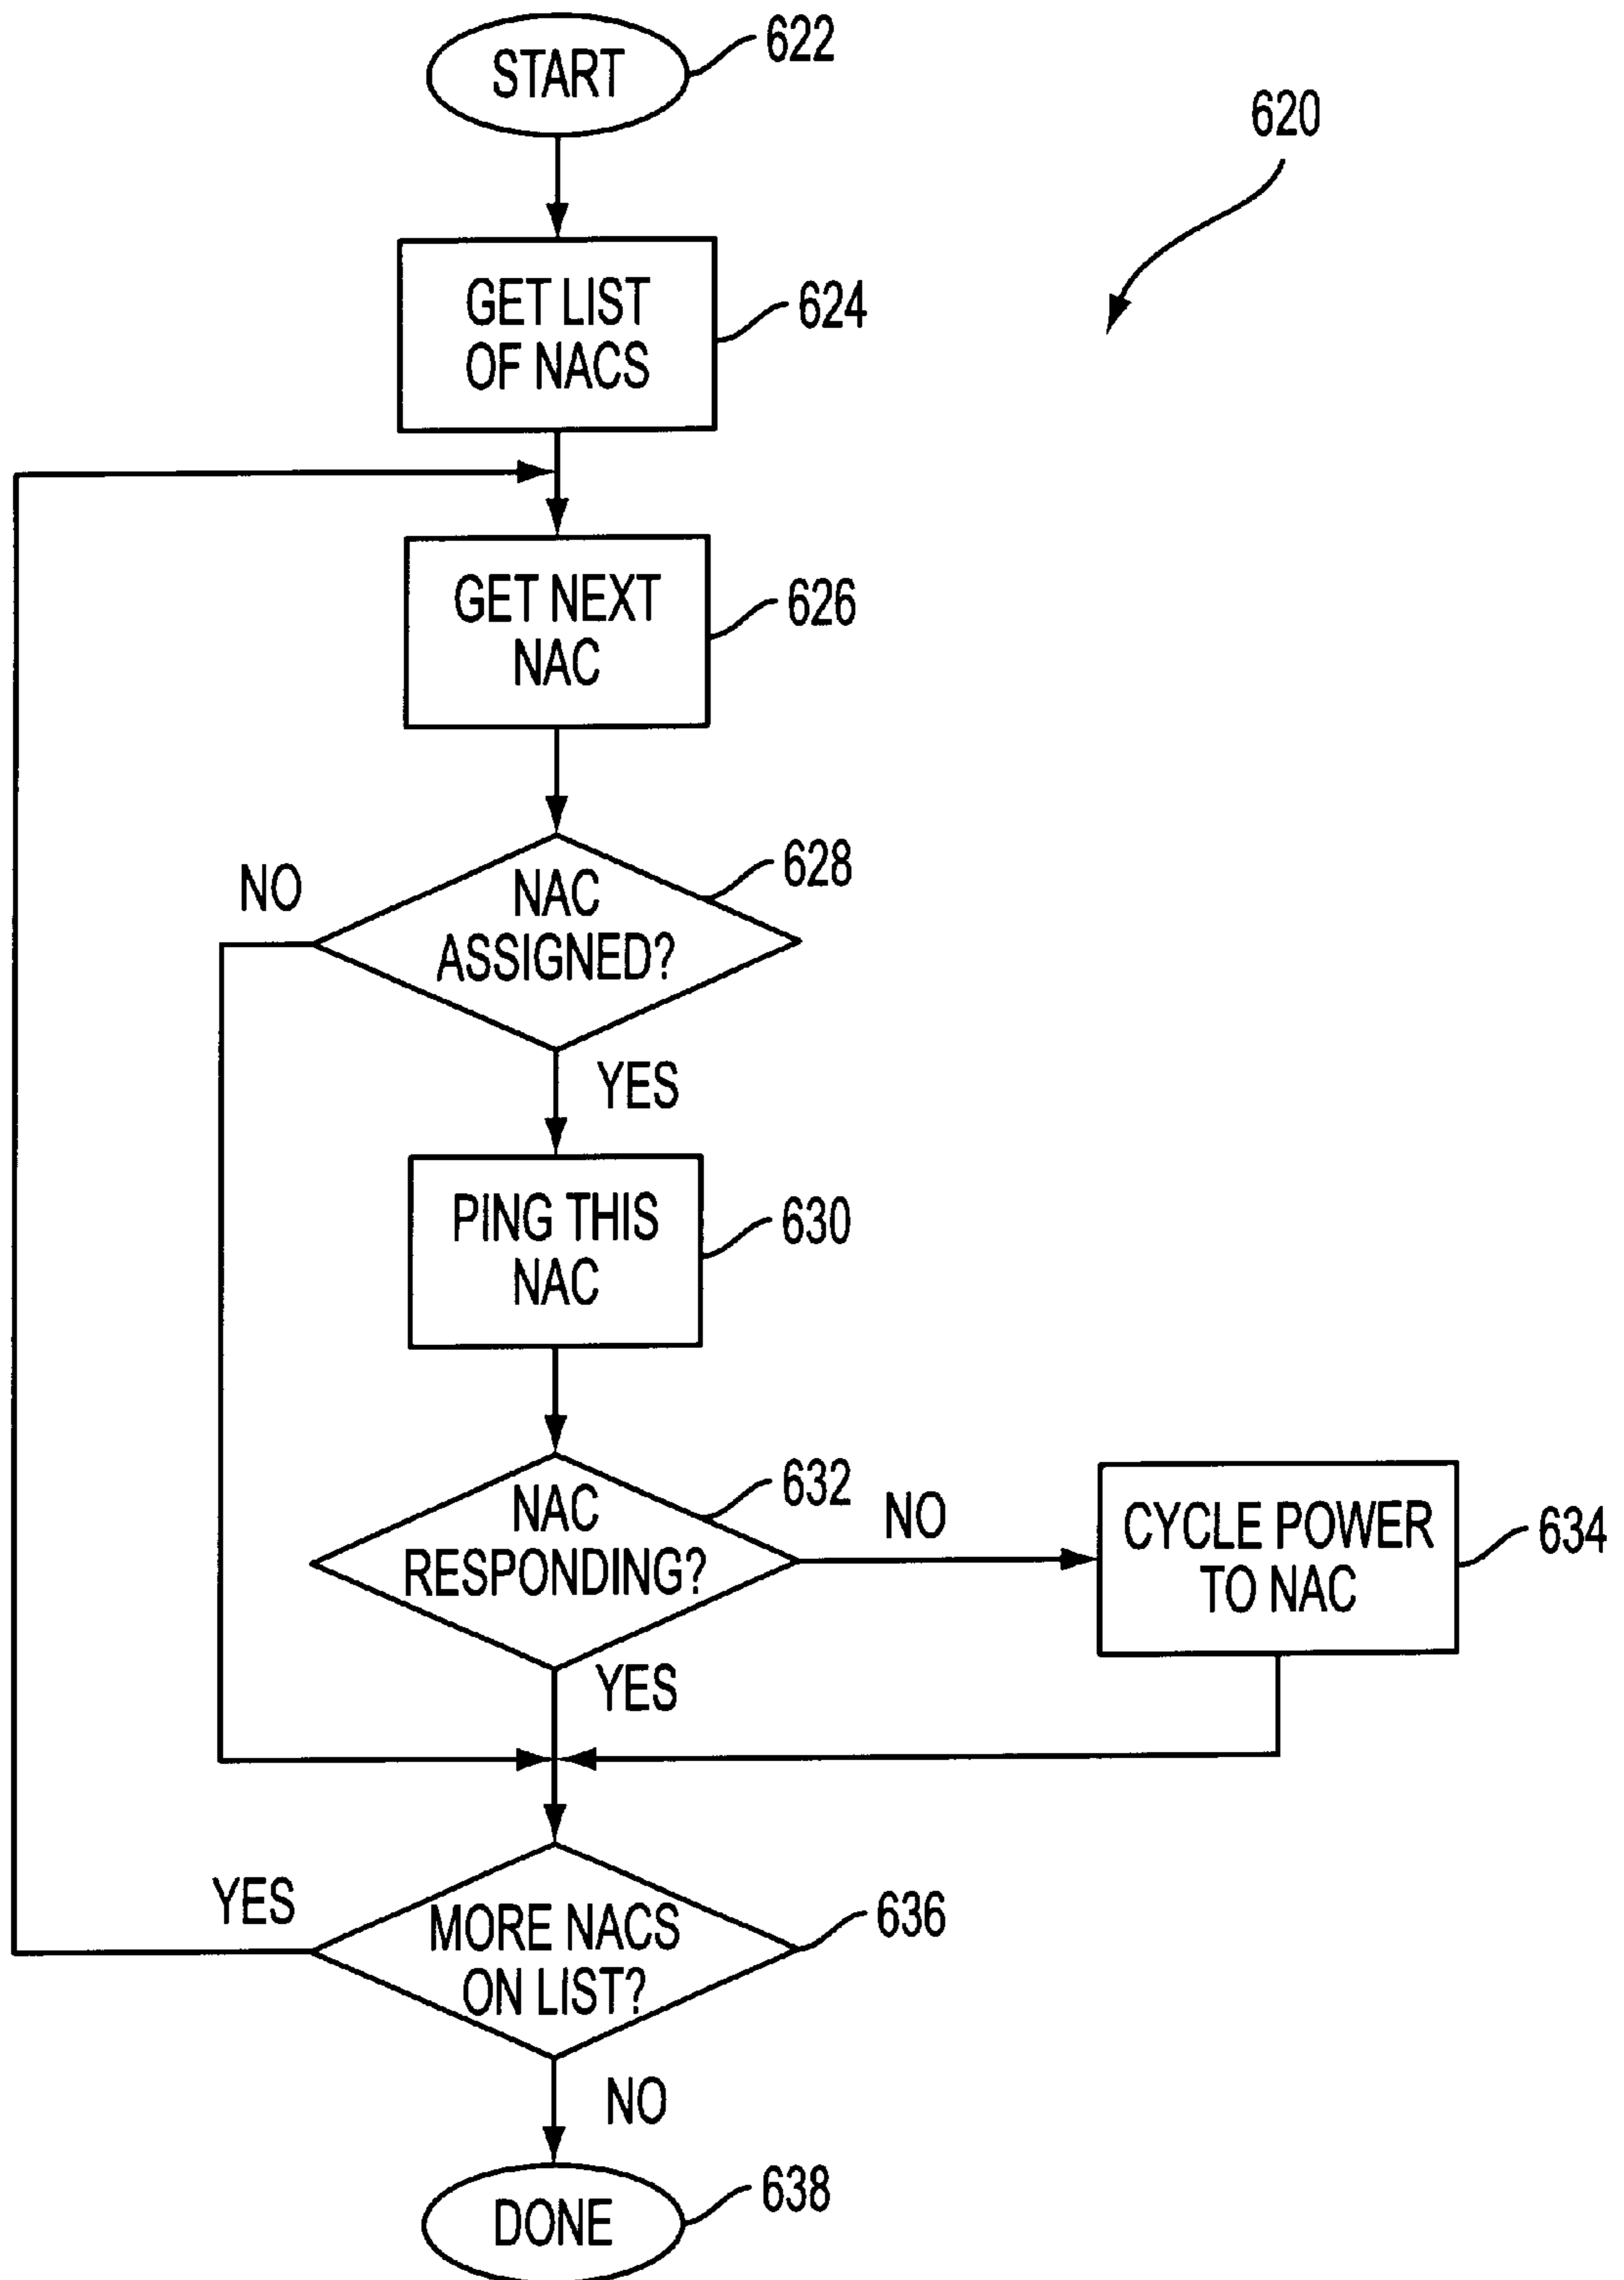 START
622
620
GET LIST
OF NACS
624
GET NEXT
NAC
626
NO
NAC
ASSIGNED?
628
YES
PING THIS
NAC
630
NAC
RESPONDING?
632
NO
CYCLE POWER
TO NAC
634
YES
YES
MORE NACS
ON LIST?
636
NO
DONE
638